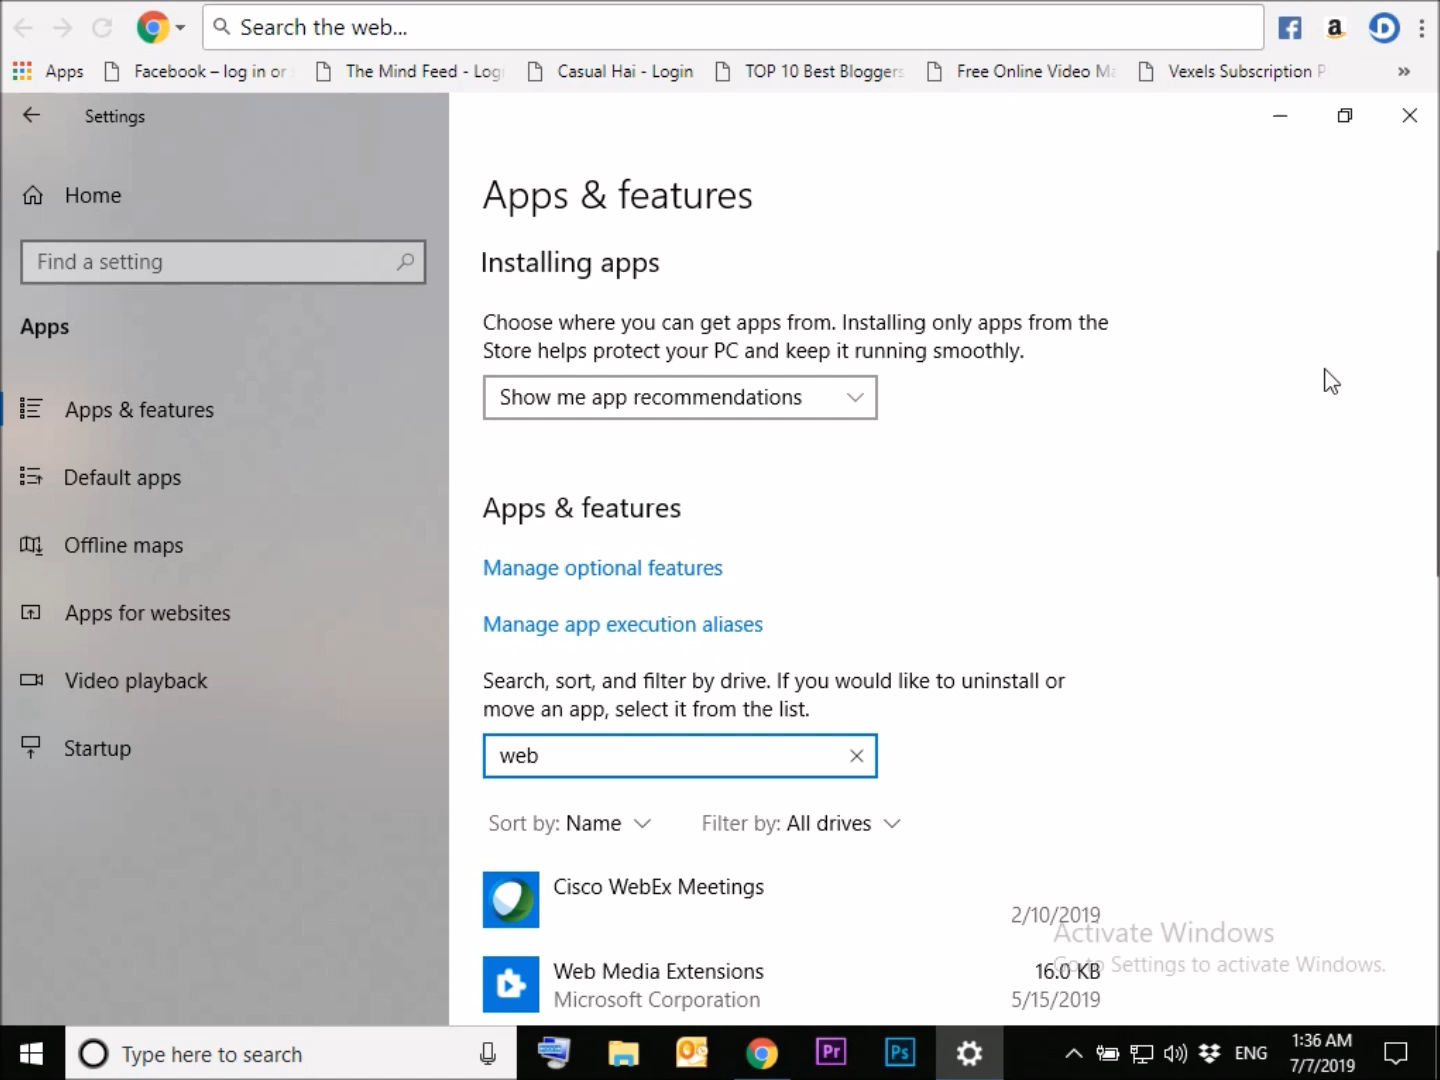 Search the web...
a
Apps
Facebook – log in or
The Mind Feed - Log
Casual Hai - Login
TOP 10 Best Bloggers
Free Online Video Ma
Vexels Subscription P
»
Settings
Home
Find a setting
Apps
Apps & features
Default apps
Offline maps
Apps for websites
Video playback
Startup
Apps & features
Installing apps
Choose where you can get apps from. Installing only apps from the
Store helps protect your PC and keep it running smoothly.
Show me app recommendations
Apps & features
Manage optional features
Manage app execution aliases
Search, sort, and filter by drive. If you would like to uninstall or
move an app, select it from the list.
web
Sort by: Name
Filter by: All drives
Cisco WebEx Meetings
2/10/2019
Web Media Extensions
16.0 KB
Microsoft Corporation
5/15/2019
Activate Windows
Go to Settings to activate Windows.
Type here to search
Pr
Ps
ENG
1:36 AM
7/7/2019